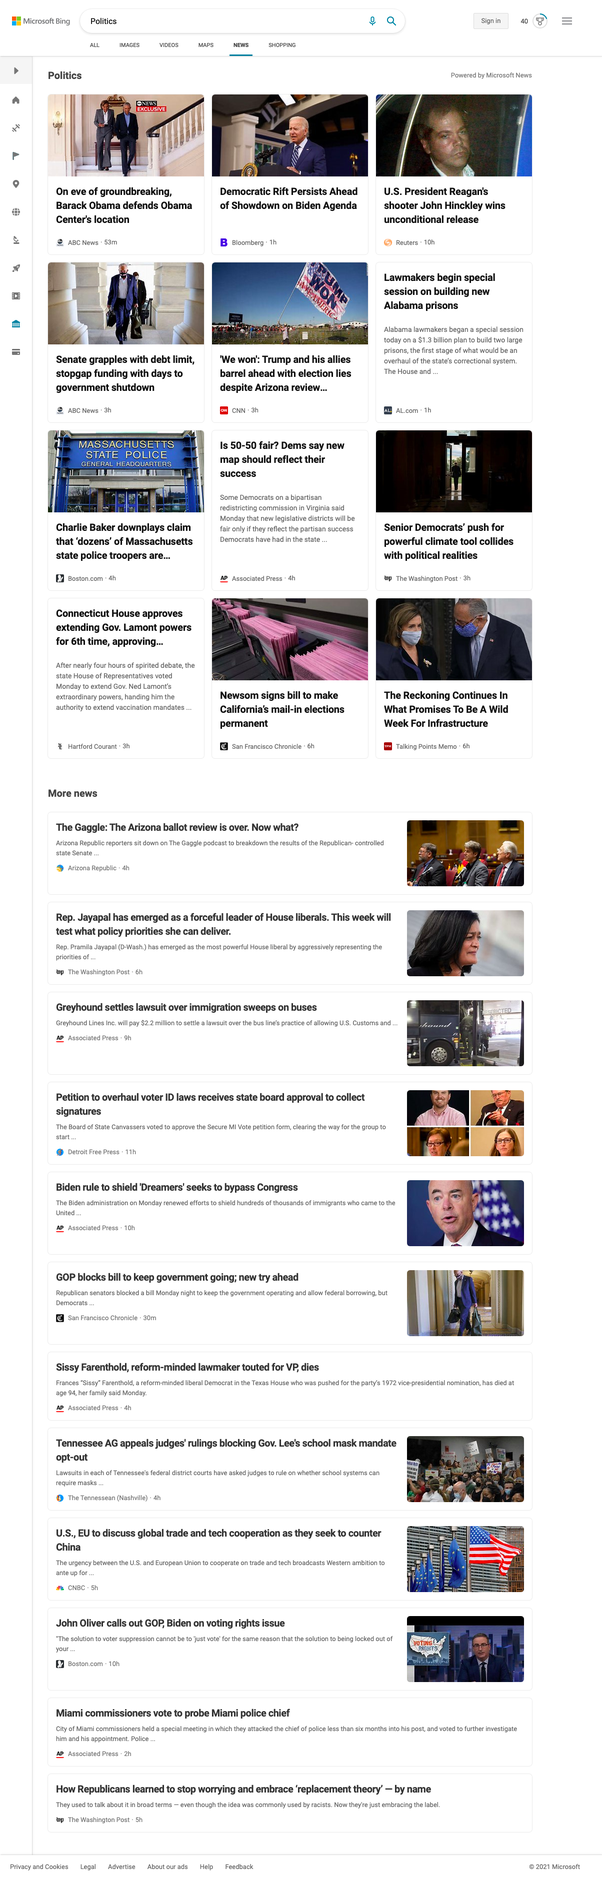 Microsoft Bing
Politics
Sign in
40
ALL
IMAGES
VIDEOS
MAPS
NEWS
SHOPPING
Politics
Powered by Microsoft News
NEWS
EXCLUSIVE
On eve of groundbreaking,
Barack Obama defends Obama
Center's location
ABC News · 53m
Democratic Rift Persists Ahead
of Showdown on Biden Agenda
Bloomberg · 1h
U.S. President Reagan's
shooter John Hinckley wins
unconditional release
Reuters · 10h
Senate grapples with debt limit,
stopgap funding with days to
government shutdown
ABC News · 3h
TRUMP
WON
'We won': Trump and his allies
barrel ahead with election lies
despite Arizona review...
CNN · 3h
Lawmakers begin special
session on building new
Alabama prisons
Alabama lawmakers began a special session
today on a $1.3 billion plan to build two large
prisons, the first stage of what would be an
overhaul of the state's correctional system.
The House and ...
AL.com · 1h
MASSACHUSETTS
STATE POLICE
GENERAL HEADQUARTERS
Charlie Baker downplays claim
that 'dozens' of Massachusetts
state police troopers are...
Boston.com · 4h
Is 50-50 fair? Dems say new
map should reflect their
success
Some Democrats on a bipartisan
redistricting commission in Virginia said
Monday that new legislative districts will be
fair only if they reflect the partisan success
Democrats have had in the state ...
AP Associated Press · 4h
Senior Democrats' push for
powerful climate tool collides
with political realities
wp The Washington Post · 3h
Connecticut House approves
extending Gov. Lamont powers
for 6th time, approving...
After nearly four hours of spirited debate, the
state House of Representatives voted
Monday to extend Gov. Ned Lamont's
extraordinary powers, handing him the
authority to extend vaccination mandates ...
Hartford Courant · 3h
Newsom signs bill to make
California's mail-in elections
permanent
San Francisco Chronicle · 6h
The Reckoning Continues In
What Promises To Be A Wild
Week For Infrastructure
Talking Points Memo · 6h
More news
The Gaggle: The Arizona ballot review is over. Now what?
Arizona Republic reporters sit down on The Gaggle podcast to breakdown the results of the Republican- controlled
state Senate ...
Arizona Republic · 4h
Rep. Jayapal has emerged as a forceful leader of House liberals. This week will
test what policy priorities she can deliver.
Rep. Pramila Jayapal (D-Wash.) has emerged as the most powerful House liberal by aggressively representing the
priorities of ...
wp The Washington Post · 6h
Greyhound settles lawsuit over immigration sweeps on buses
Greyhound Lines Inc. will pay $2.2 million to settle a lawsuit over the bus line's practice of allowing U.S. Customs and ...
AP Associated Press · 9h
Petition to overhaul voter ID laws receives state board approval to collect
signatures
The Board of State Canvassers voted to approve the Secure MI Vote petition form, clearing the way for the group to
start ...
Detroit Free Press · 11h
Biden rule to shield 'Dreamers' seeks to bypass Congress
The Biden administration on Monday renewed efforts to shield hundreds of thousands of immigrants who came to the
United ...
AP Associated Press · 10h
GOP blocks bill to keep government going; new try ahead
Republican senators blocked a bill Monday night to keep the government operating and allow federal borrowing, but
Democrats ...
San Francisco Chronicle · 30m
Sissy Farenthold, reform-minded lawmaker touted for VP, dies
Frances "Sissy" Farenthold, a reform-minded liberal Democrat in the Texas House who was pushed for the party's 1972 vice-presidential nomination, has died at
age 94, her family said Monday.
AP Associated Press · 4h
Tennessee AG appeals judges' rulings blocking Gov. Lee's school mask mandate
opt-out
Lawsuits in each of Tennessee's federal district courts have asked judges to rule on whether school systems can
require masks ...
The Tennessean (Nashville) · 4h
U.S., EU to discuss global trade and tech cooperation as they seek to counter
China
The urgency between the U.S. and European Union to cooperate on trade and tech broadcasts Western ambition to
ante up for ...
CNBC · 5h
John Oliver calls out GOP, Biden on voting rights issue
"The solution to voter suppression cannot be to 'just vote' for the same reason that the solution to being locked out of
your ...
Boston.com · 10h
VOTING
RIGHTS
Miami commissioners vote to probe Miami police chief
City of Miami commissioners held a special meeting in which they attacked the chief of police less than six months into his post, and voted to further investigate
him and his appointment. Police ...
AP Associated Press · 2h
How Republicans learned to stop worrying and embrace 'replacement theory' — by name
They used to talk about it in broad terms — even though the idea was commonly used by racists. Now they're just embracing the label.
wp The Washington Post · 5h
Privacy and Cookies
Legal
Advertise
About our ads
Help
Feedback
© 2021 Microsoft